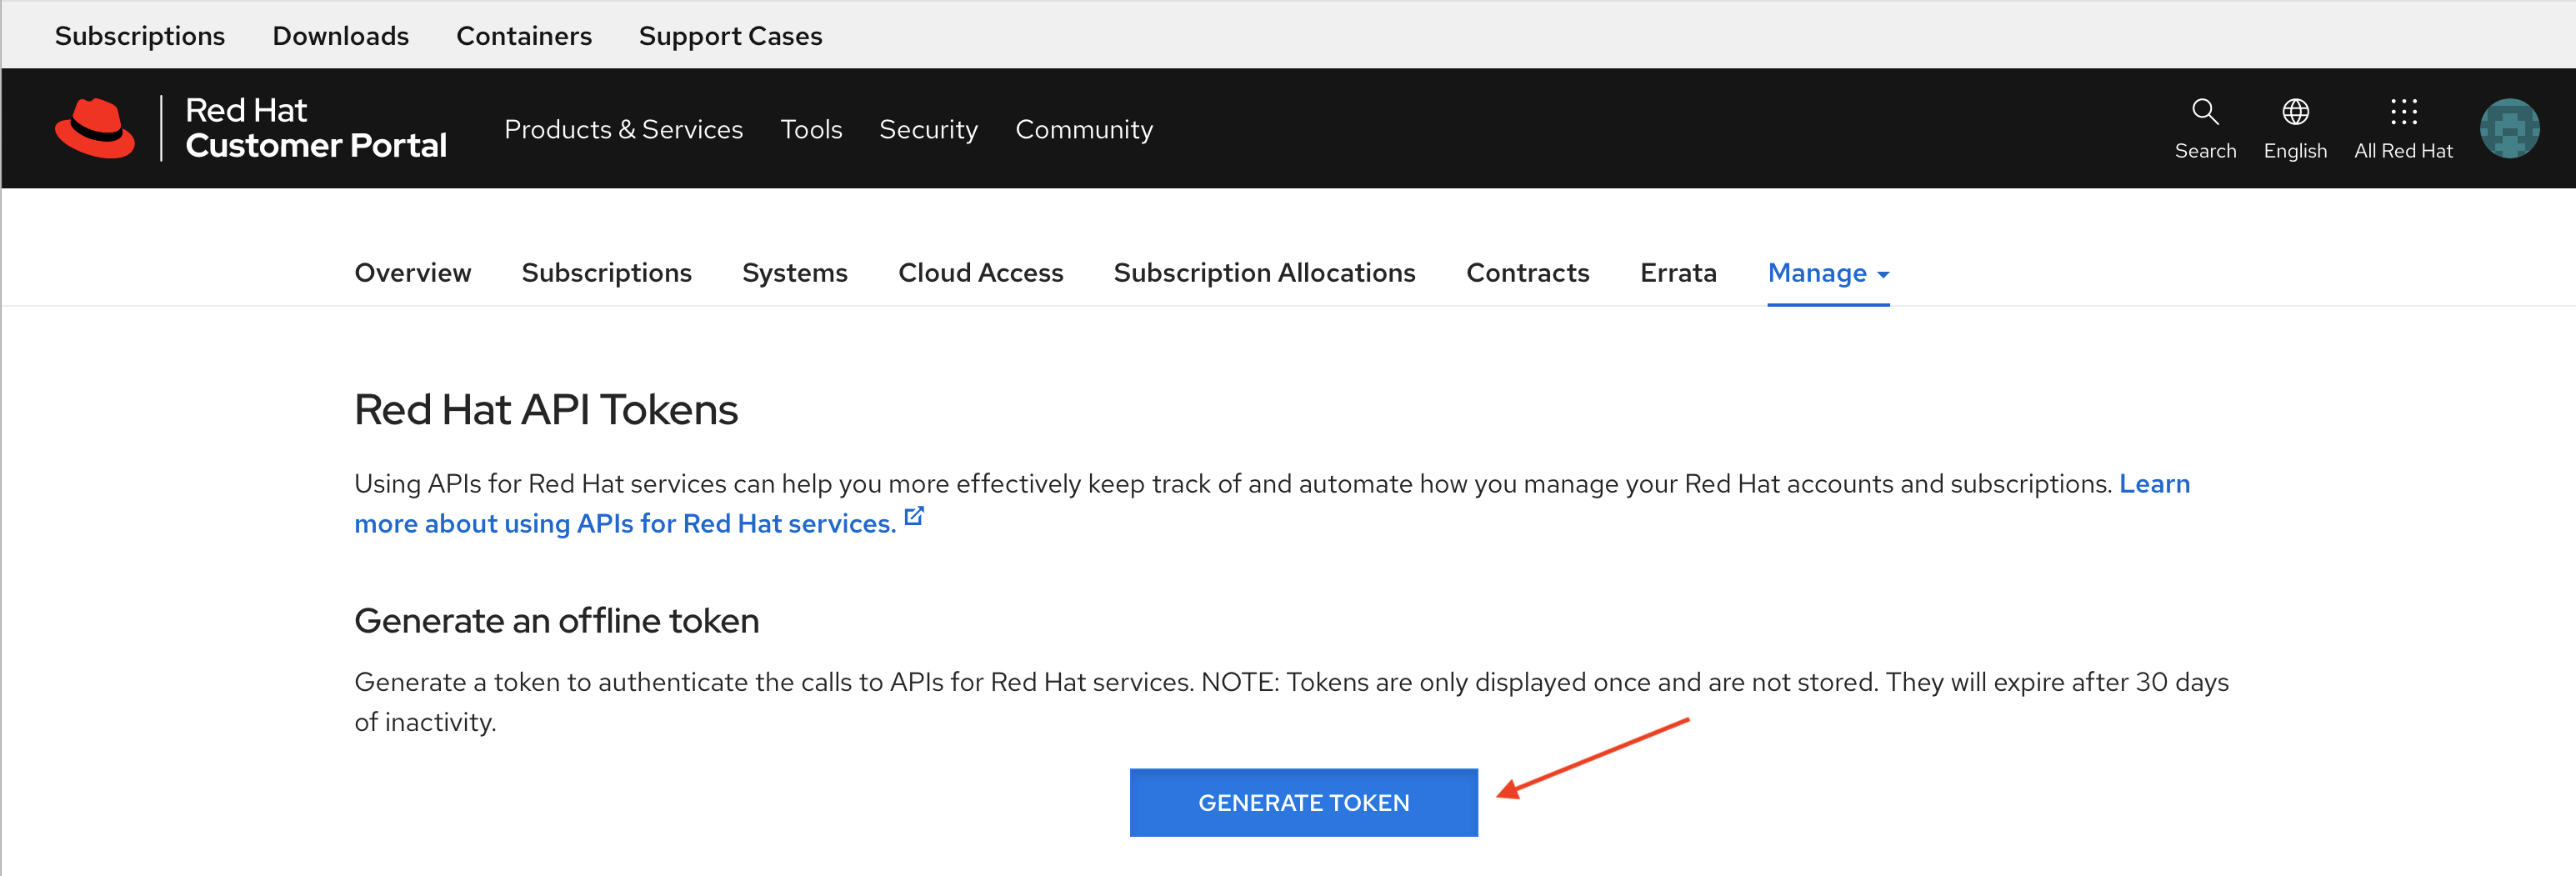 Subscriptions Downloads Containers Support Cases
Red Hat
Customer Portal
Products & Services Tools Security Community
Search English All Red Hat
Overview Subscriptions Systems Cloud Access Subscription Allocations Contracts Errata Manage
Red Hat API Tokens
Using APIs for Red Hat services can help you more effectively keep track of and automate how you manage your Red Hat accounts and subscriptions. Learn
more about using APIs for Red Hat services.
Generate an offline token
Generate a token to authenticate the calls to APIs for Red Hat services. NOTE: Tokens are only displayed once and are not stored. They will expire after 30 days
of inactivity.
GENERATE TOKEN